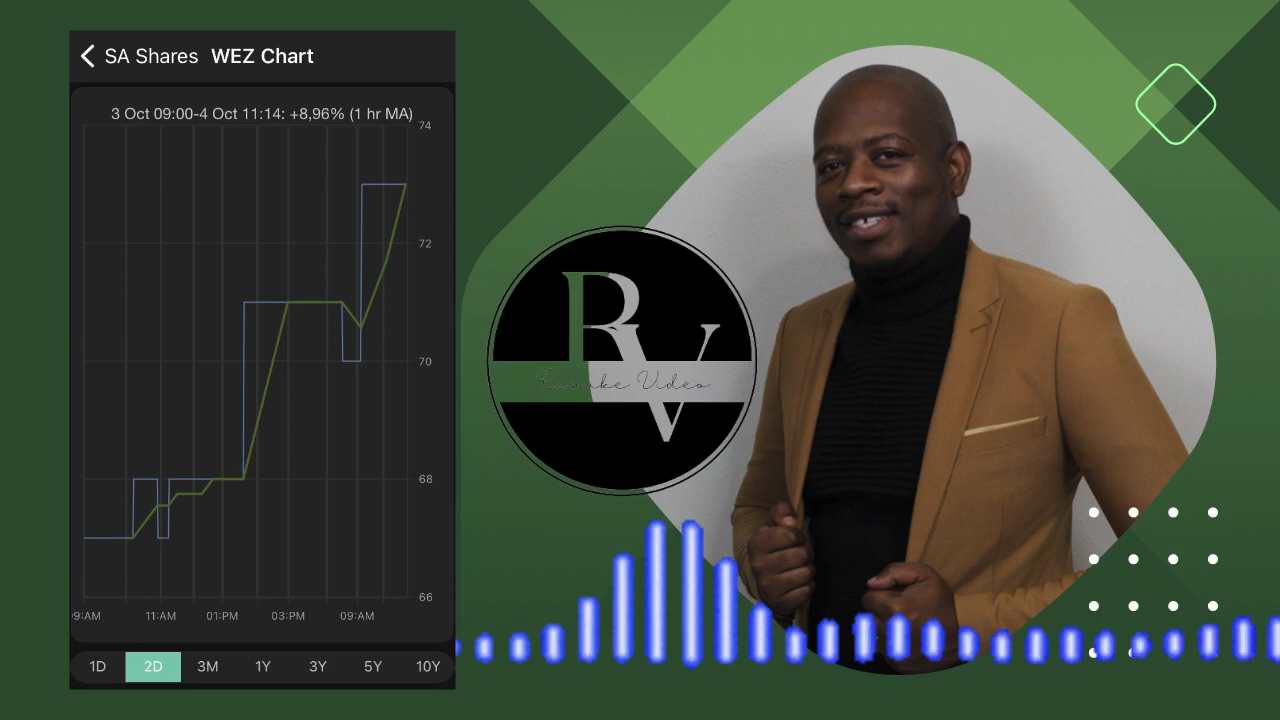 SA Shares WEZ Chart
3 Oct 09:00-4 Oct 11:14: +8,96% (1 hr MA)
74
72
70
68
66
9:AM 11:AM 01:PM 03:PM 09:AM
1D 2D 3M 1Y 3Y 5Y 10Y
RV
Video